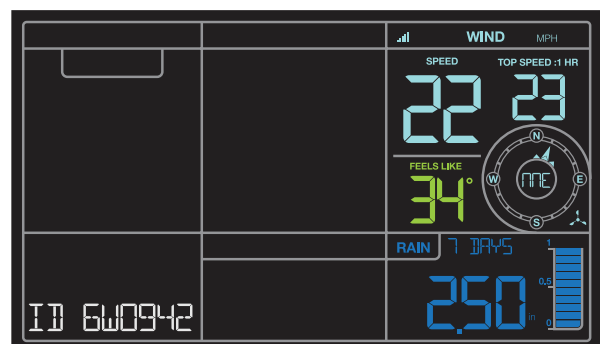 WIND MPH
SPEED TOP SPEED :1 HR
22 23
N
FEELS LIKE
34° W NNE E
S
RAIN 7 DAYS 1
0.5
2.50 in
0
ID 6W0942